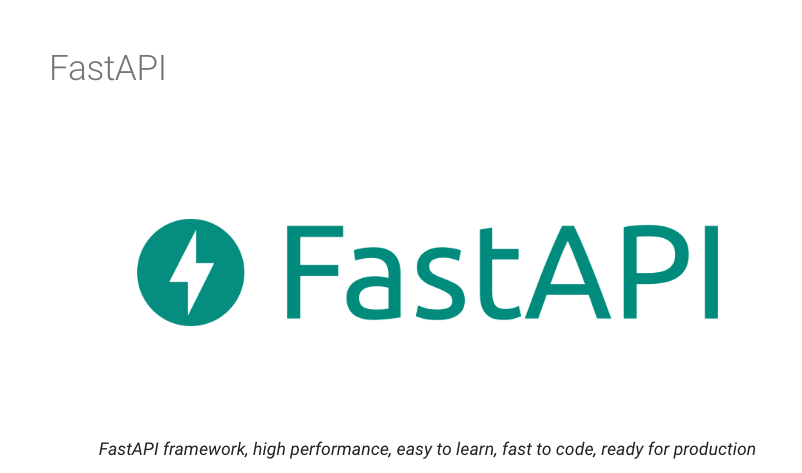 FastAPI
FastAPI
FastAPI framework, high performance, easy to learn, fast to code, ready for production